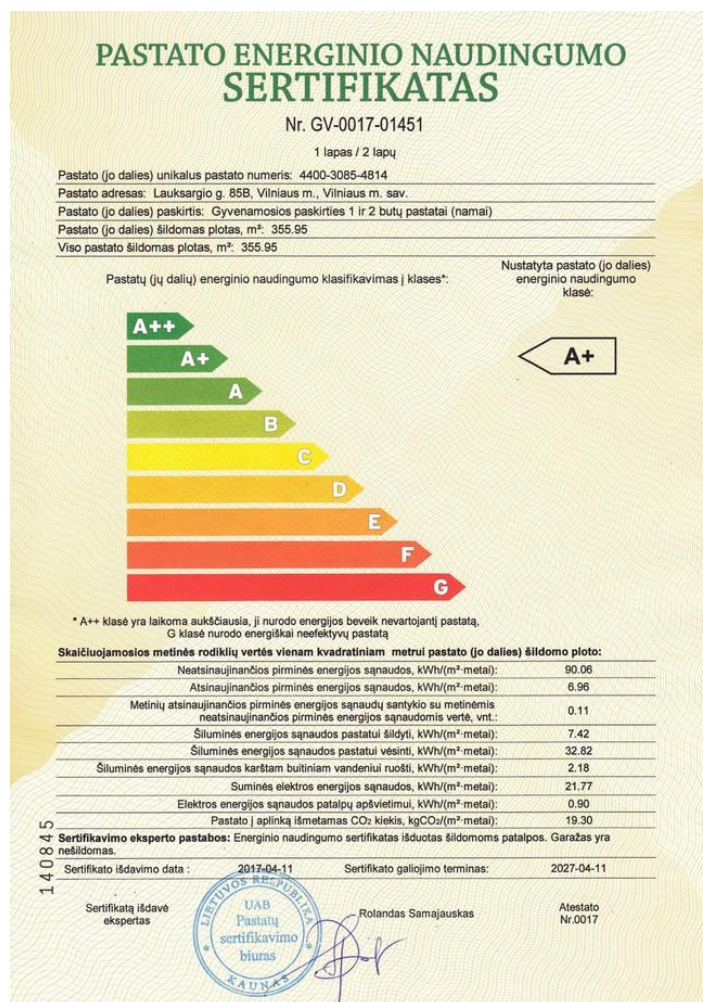 PASTATO ENERGINIO NAUDINGUMO
SERTIFIKATAS
Nr. GV-0017-01451
1 lapas / 2 lapų
Pastato (jo dalies) unikalus pastato numeris: 4400-3085-4814
Pastato adresas: Lauksargio g. 85B, Vilniaus m., Vilniaus m. sav.
Pastato (jo dalies) paskirtis: Gyvenamosios paskirties 1 ir 2 butų pastatai (namai)
Pastato (jo dalies) šildomas plotas, m²: 355.95
Viso pastato šildomas plotas, m²: 355.95
Pastatų (jų dalių) energinio naudingumo klasifikavimas į klases*:
Nustatyta pastato (jo dalies)
energinio naudingumo
klasė:
A++
A+
A+
A
B
C
D
E
F
G
* A++ klasė yra laikoma aukščiausia, ji nurodo energijos beveik nevartojantį pastatą,
G klasė nurodo energiškai neefektyvų pastatą
Skaičiuojamosios metinės rodiklių vertės vienam kvadratiniam metrui pastato (jo dalies) šildomo ploto:
Neatsinaujinančios pirminės energijos sąnaudos, kWh/(m²·metai): 90.06
Atsinaujinančios pirminės energijos sąnaudos, kWh/(m²·metai): 6.96
Metinių atsinaujinančios pirminės energijos sąnaudų santykio su metinėmis
neatsinaujinančios pirminės energijos sąnaudomis vertė, vnt.: 0.11
Šiluminės energijos sąnaudos pastatui šildyti, kWh/(m²·metai): 7.42
Šiluminės energijos sąnaudos pastatui vėsinti, kWh/(m²·metai): 32.82
Šiluminės energijos sąnaudos karštam buitiniam vandeniui ruošti, kWh/(m²·metai): 2.18
Suminės elektros energijos sąnaudos, kWh/(m²·metai): 21.77
Elektros energijos sąnaudos patalpų apšvietimui, kWh/(m²·metai): 0.90
Pastato į aplinką išmetamas CO₂ kiekis, kgCO₂/(m²·metai): 19.30
Sertifikavimo eksperto pastabos: Energinio naudingumo sertifikatas išduotas šildomoms patalpos. Garažas yra
nešildomas.
140845
Sertifikato išdavimo data : 2017-04-11 Sertifikato galiojimo terminas: 2027-04-11
Sertifikatą išdavė
ekspertas
LIETUVOS RESPUBLIKA
UAB
Pastatų
sertifikavimo
biuras
KAUNAS
Rolandas Samajauskas
Atestato
Nr.0017